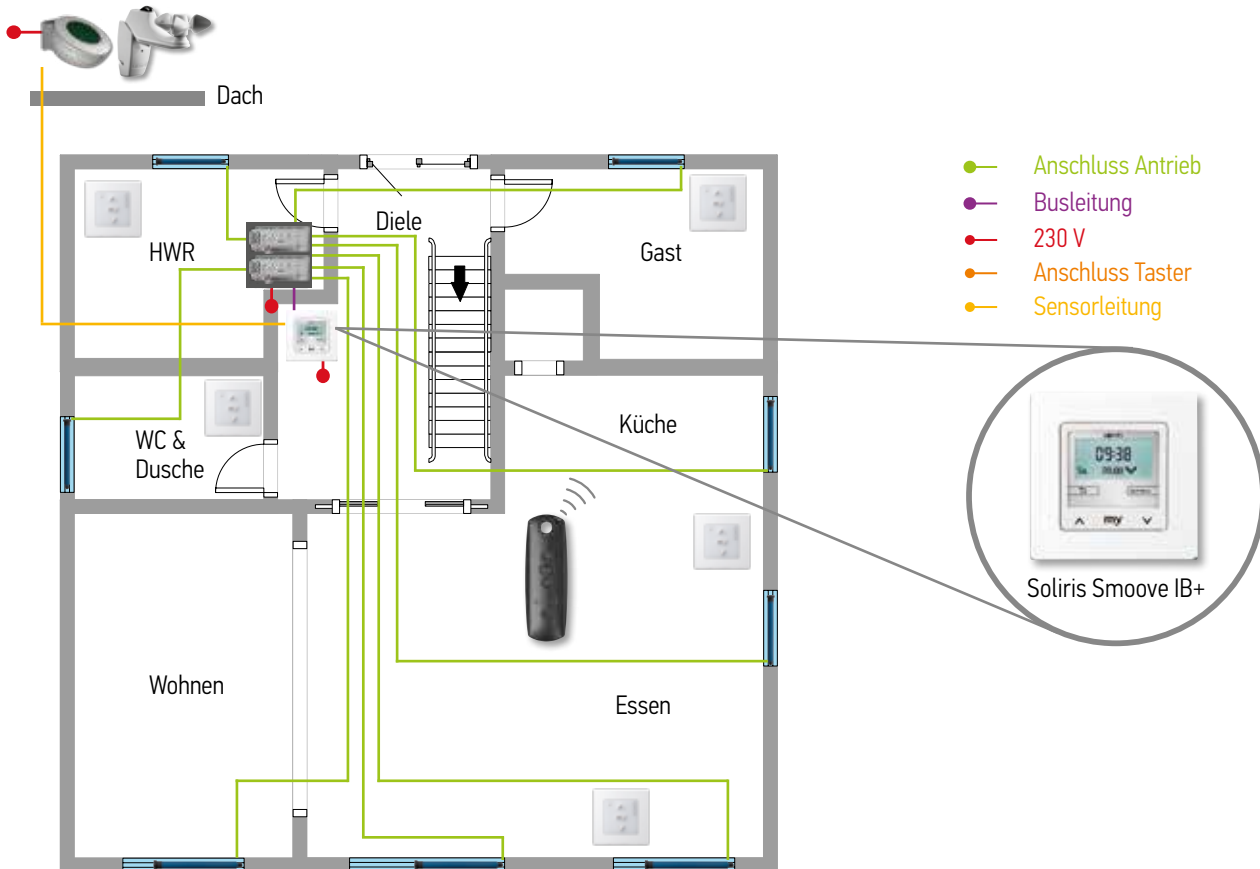 Dach
Anschluss Antrieb
Busleitung
230 V
Anschluss Taster
Sensorleitung
Diele
HWR
Gast
Küche
WC &
Dusche
09:38
my
Soliris Smoove IB+
Wohnen
Essen